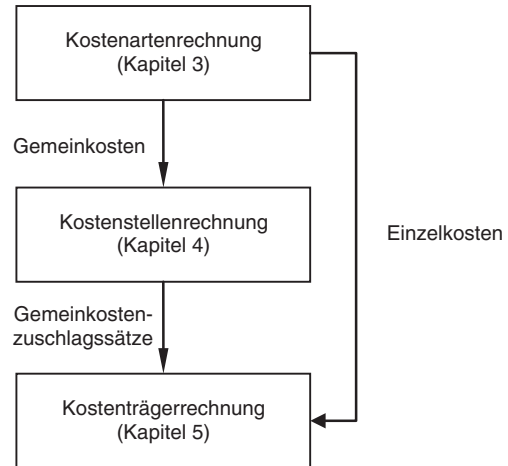 Kostenartenrechnung
(Kapitel 3)
Gemeinkosten
Kostenstellenrechnung
(Kapitel 4)
Einzelkosten
Gemeinkosten-
zuschlagssätze
Kostenträgerrechnung
(Kapitel 5)